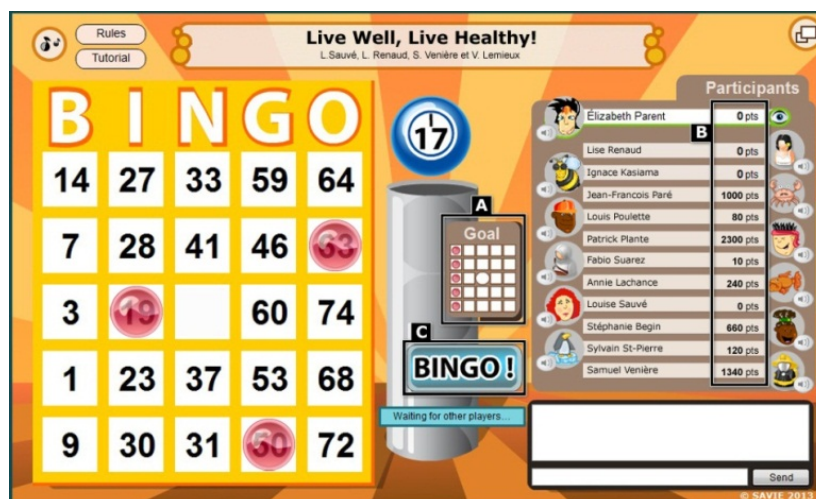 Rules
Tutorial
Live Well, Live Healthy!
L.Sauvé, L. Renaud, S. Venière et V. Lemieux
BINGO
14 27 33 59 64
7 28 41 46 63
3 19 60 74
1 23 37 53 68
9 30 31 50 72
17
A
Goal
C
BINGO !
Waiting for other players...
Participants
Élizabeth Parent 0 pts
B
Lise Renaud 0 pts
Ignace Kasiama 0 pts
Jean-Francois Paré 1000 pts
Louis Poulette 80 pts
Patrick Plante 2300 pts
Fabio Suarez 10 pts
Annie Lachance 240 pts
Louise Sauvé 0 pts
Stéphanie Begin 660 pts
Sylvain St-Pierre 120 pts
Samuel Venière 1340 pts
Send
© SAVIE 2013